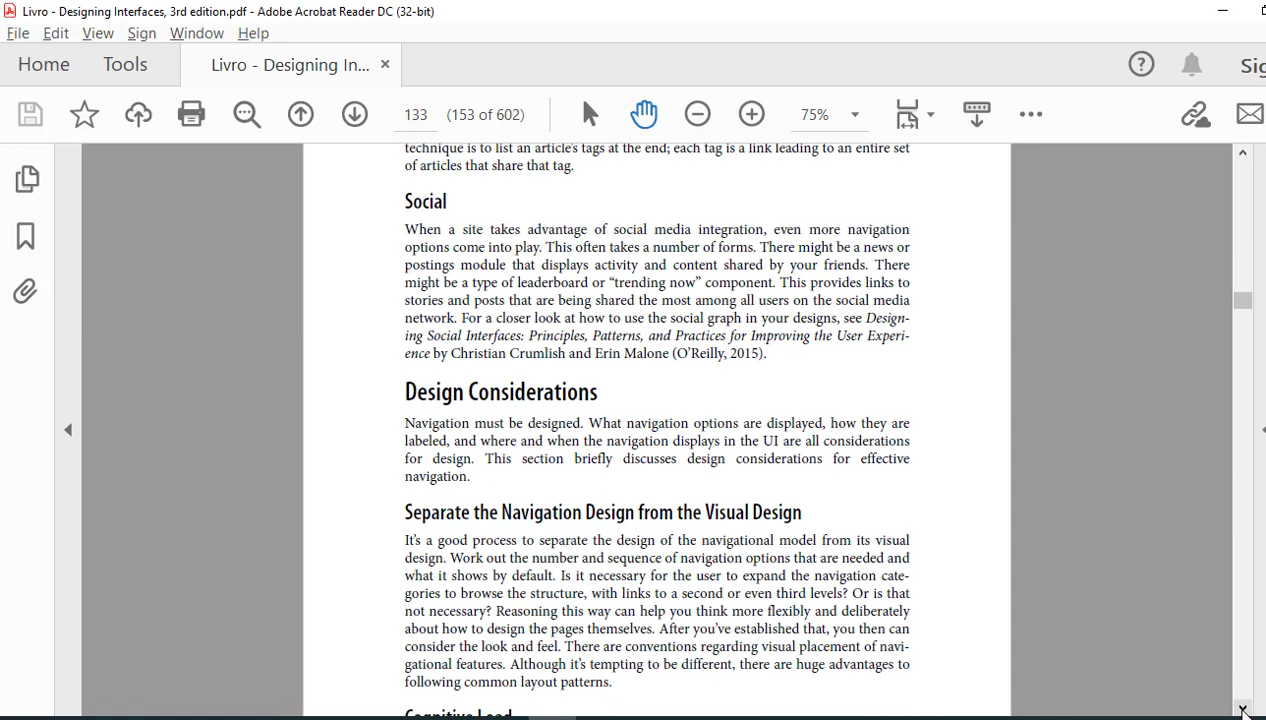 Livro - Designing Interfaces, 3rd edition.pdf - Adobe Acrobat Reader DC (32-bit)
File Edit View Sign Window Help
Home Tools Livro - Designing In... ×
133 (153 of 602) 75%
technique is to list an article's tags at the end; each tag is a link leading to an entire set
of articles that share that tag.
Social
When a site takes advantage of social media integration, even more navigation
options come into play. This often takes a number of forms. There might be a news or
postings module that displays activity and content shared by your friends. There
might be a type of leaderboard or “trending now” component. This provides links to
stories and posts that are being shared the most among all users on the social media
network. For a closer look at how to use the social graph in your designs, see Design-
ing Social Interfaces: Principles, Patterns, and Practices for Improving the User Experi-
ence by Christian Crumlish and Erin Malone (O’Reilly, 2015).
Design Considerations
Navigation must be designed. What navigation options are displayed, how they are
labeled, and where and when the navigation displays in the UI are all considerations
for design. This section briefly discusses design considerations for effective
navigation.
Separate the Navigation Design from the Visual Design
It’s a good process to separate the design of the navigational model from its visual
design. Work out the number and sequence of navigation options that are needed and
what it shows by default. Is it necessary for the user to expand the navigation cate-
gories to browse the structure, with links to a second or even third levels? Or is that
not necessary? Reasoning this way can help you think more flexibly and deliberately
about how to design the pages themselves. After you’ve established that, you then can
consider the look and feel. There are conventions regarding visual placement of navi-
gational features. Although it’s tempting to be different, there are huge advantages to
following common layout patterns.
Cognitive Load